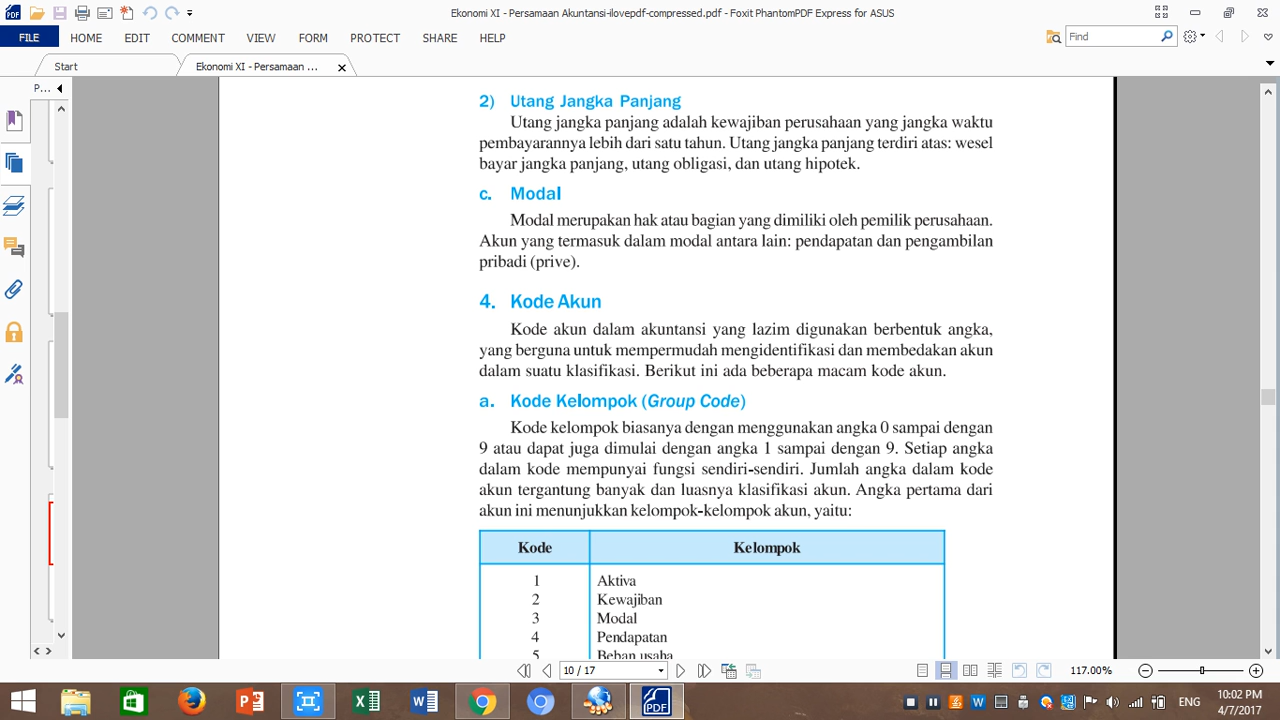 Ekonomi XI - Persamaan Akuntansi-ilovepdf-compressed.pdf - Foxit PhantomPDF Express for ASUS
FILE HOME EDIT COMMENT VIEW FORM PROTECT SHARE HELP
Find
Start
Ekonomi XI - Persamaan ...
P...
2) Utang Jangka Panjang
Utang jangka panjang adalah kewajiban perusahaan yang jangka waktu
pembayarannya lebih dari satu tahun. Utang jangka panjang terdiri atas: wesel
bayar jangka panjang, utang obligasi, dan utang hipotek.
c. Modal
Modal merupakan hak atau bagian yang dimiliki oleh pemilik perusahaan.
Akun yang termasuk dalam modal antara lain: pendapatan dan pengambilan
pribadi (prive).
4. Kode Akun
Kode akun dalam akuntansi yang lazim digunakan berbentuk angka,
yang berguna untuk mempermudah mengidentifikasi dan membedakan akun
dalam suatu klasifikasi. Berikut ini ada beberapa macam kode akun.
a. Kode Kelompok (Group Code)
Kode kelompok biasanya dengan menggunakan angka 0 sampai dengan
9 atau dapat juga dimulai dengan angka 1 sampai dengan 9. Setiap angka
dalam kode mempunyai fungsi sendiri-sendiri. Jumlah angka dalam kode
akun tergantung banyak dan luasnya klasifikasi akun. Angka pertama dari
akun ini menunjukkan kelompok-kelompok akun, yaitu:
Kode Kelompok
1 Aktiva
2 Kewajiban
3 Modal
4 Pendapatan
5 Beban usaha
10 / 17
117.00%
ENG
10:02 PM
4/7/2017